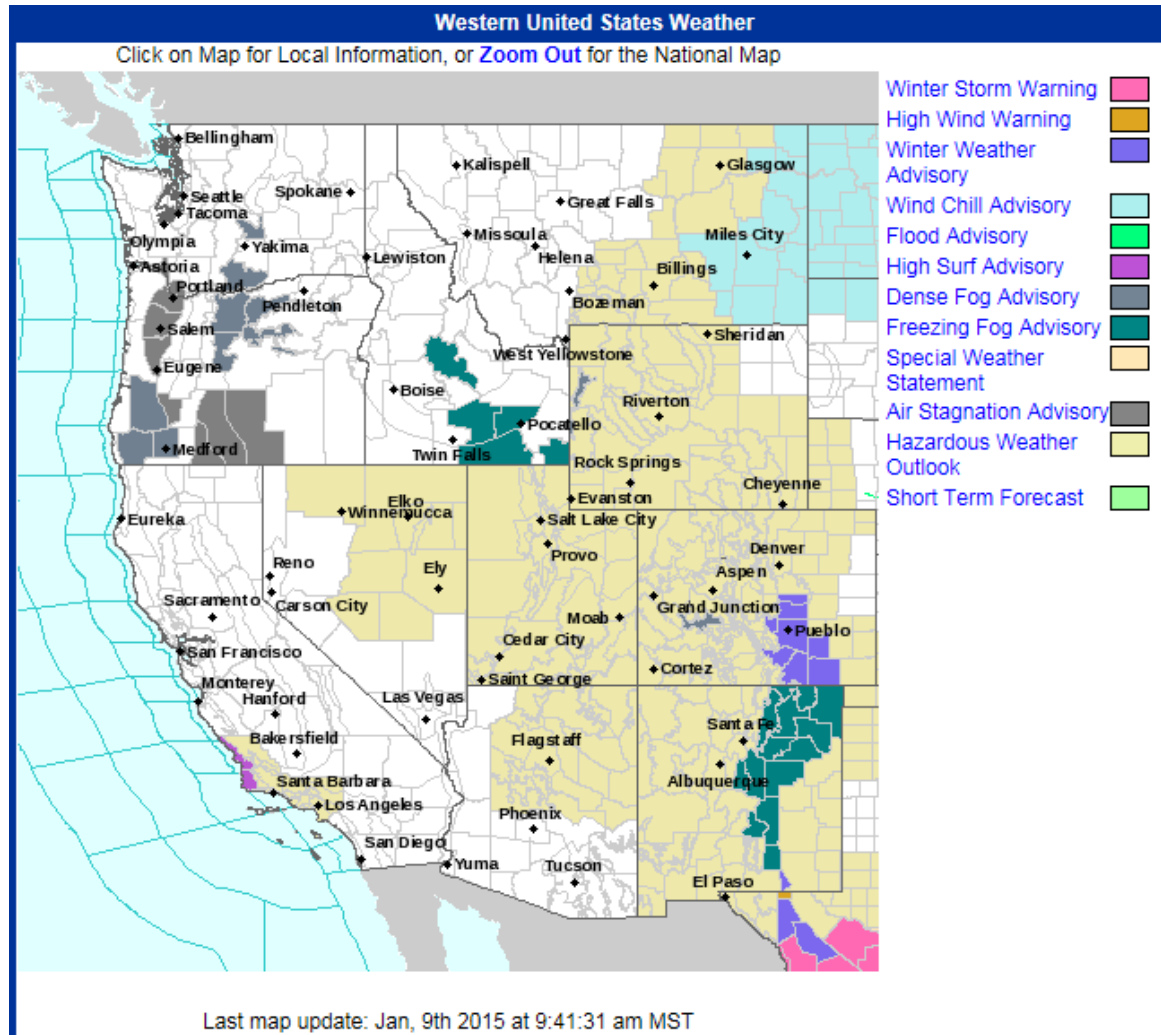 Western United States Weather
Click on Map for Local Information, or Zoom Out for the National Map
Winter Storm Warning
High Wind Warning
Winter Weather
Advisory
Wind Chill Advisory
Flood Advisory
High Surf Advisory
Dense Fog Advisory
Freezing Fog Advisory
Special Weather
Statement
Air Stagnation Advisory
Hazardous Weather
Outlook
Short Term Forecast
Bellingham
Kalispell
Glasgow
Seattle
Spokane
Great Falls
Tacoma
Olympia
Yakima
Missoula
Miles City
Helena
Lewiston
Astoria
Billings
Portland
Pendleton
Bozeman
Salem
Sheridan
West Yellowstone
Eugene
Boise
Riverton
Pocatello
Medford
Twin Falls
Rock Springs
Cheyenne
Elko
Evanston
Winnemucca
Eureka
Salt Lake City
Provo
Denver
Reno
Ely
Aspen
Sacramento
Carson City
Grand Junction
Moab
Pueblo
Cedar City
San Francisco
Cortez
Saint George
Monterey
Las Vegas
Hanford
Santa Fe
Bakersfield
Flagstaff
Albuquerque
Santa Barbara
Los Angeles
Phoenix
San Diego
Yuma
Tucson
El Paso
Last map update: Jan, 9th 2015 at 9:41:31 am MST